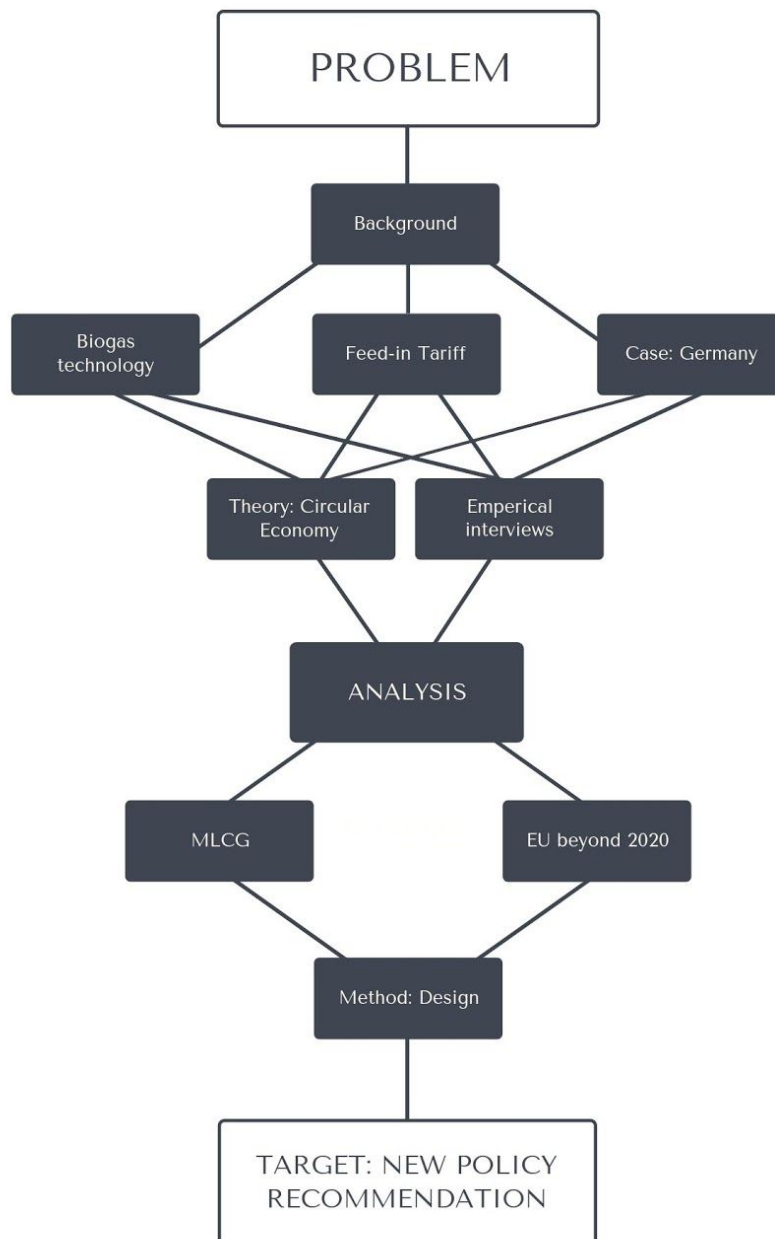 PROBLEM
Background
Biogas
technology
Feed-in Tariff
Case: Germany
Theory: Circular
Economy
Emperical
interviews
ANALYSIS
MLCG
EU beyond 2020
Method: Design
TARGET: NEW POLICY
RECOMMENDATION